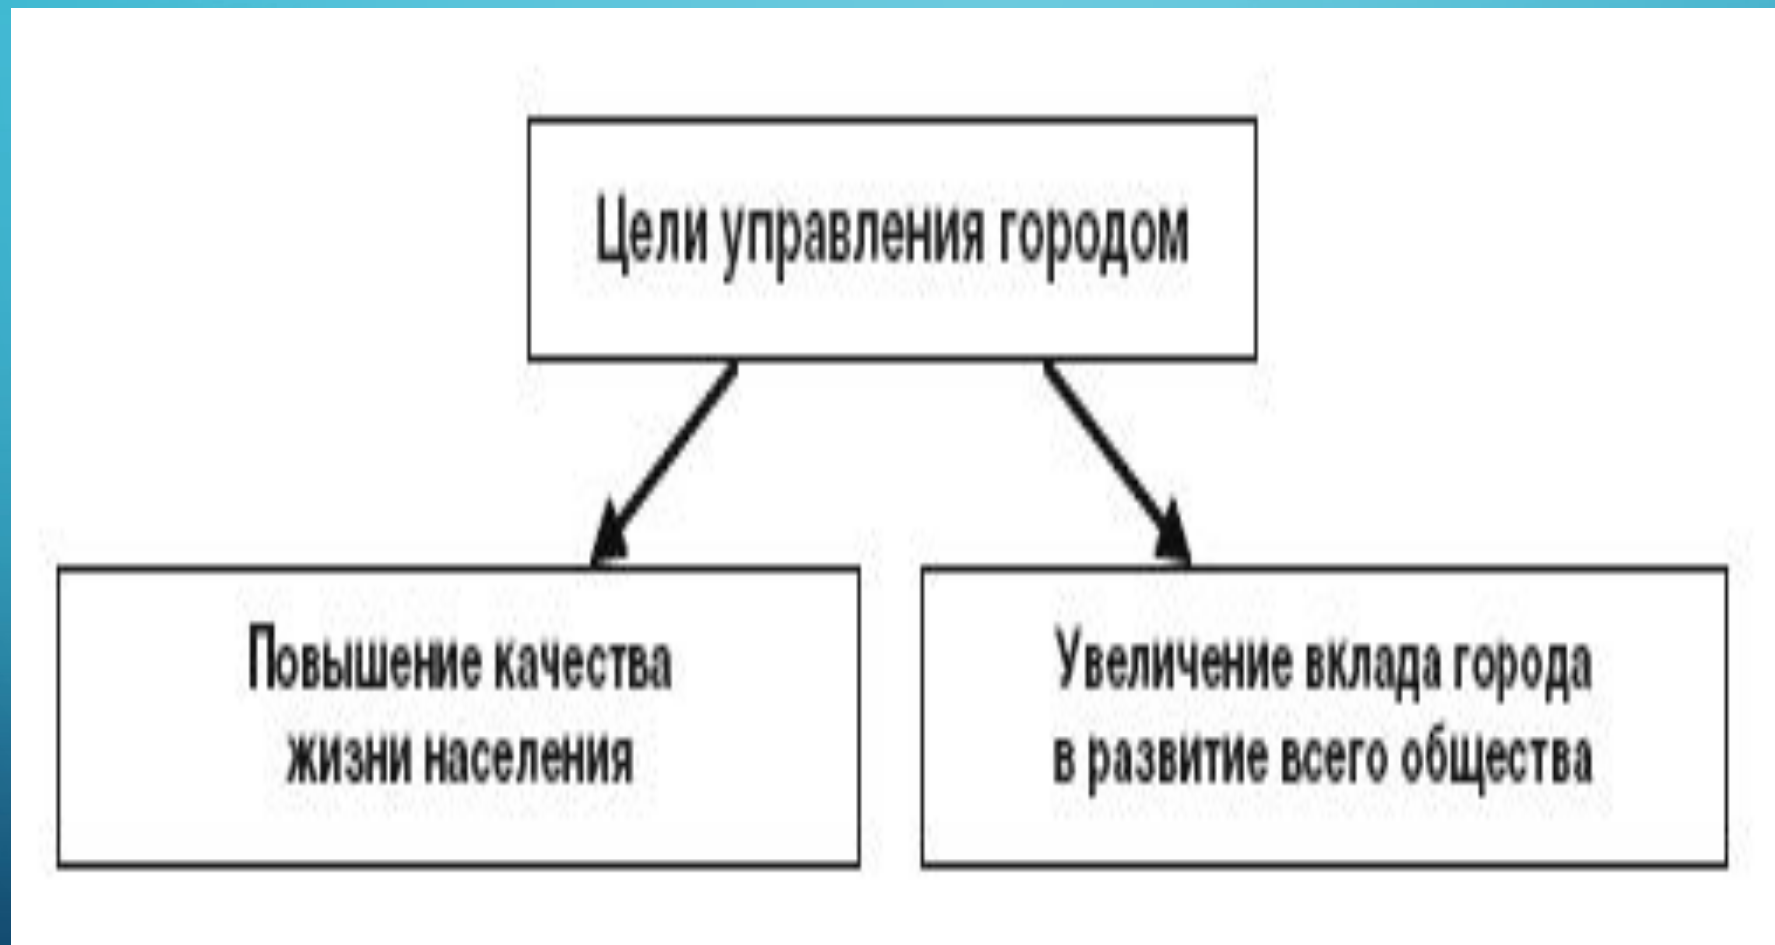 Цели управления городом
Повышение качества
жизни населения
Увеличение вклада города
в развитие всего общества